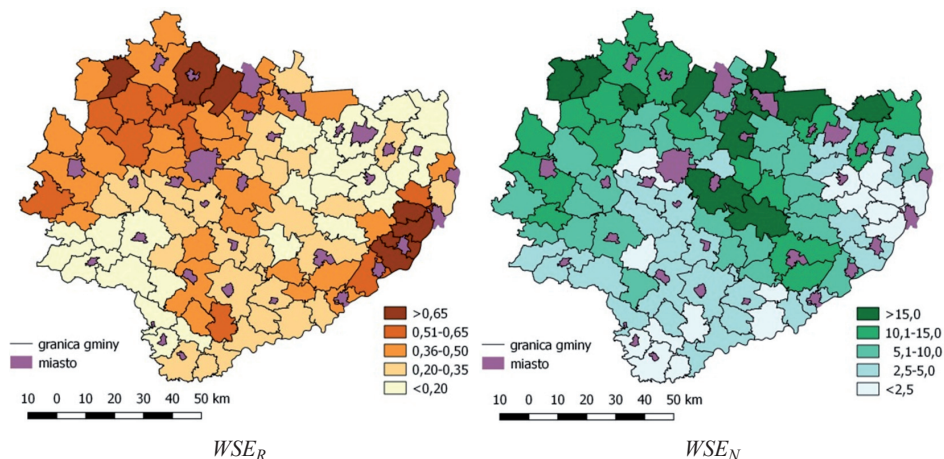 granica gminy
miasto
>0,65
0,51-0,65
0,36-0,50
0,20-0,35
<0,20
10 0 10 20 30 40 50 km
WSE_R
granica gminy
miasto
>15,0
10,1-15,0
5,1-10,0
2,5-5,0
<2,5
10 0 10 20 30 40 50 km
WSE_N